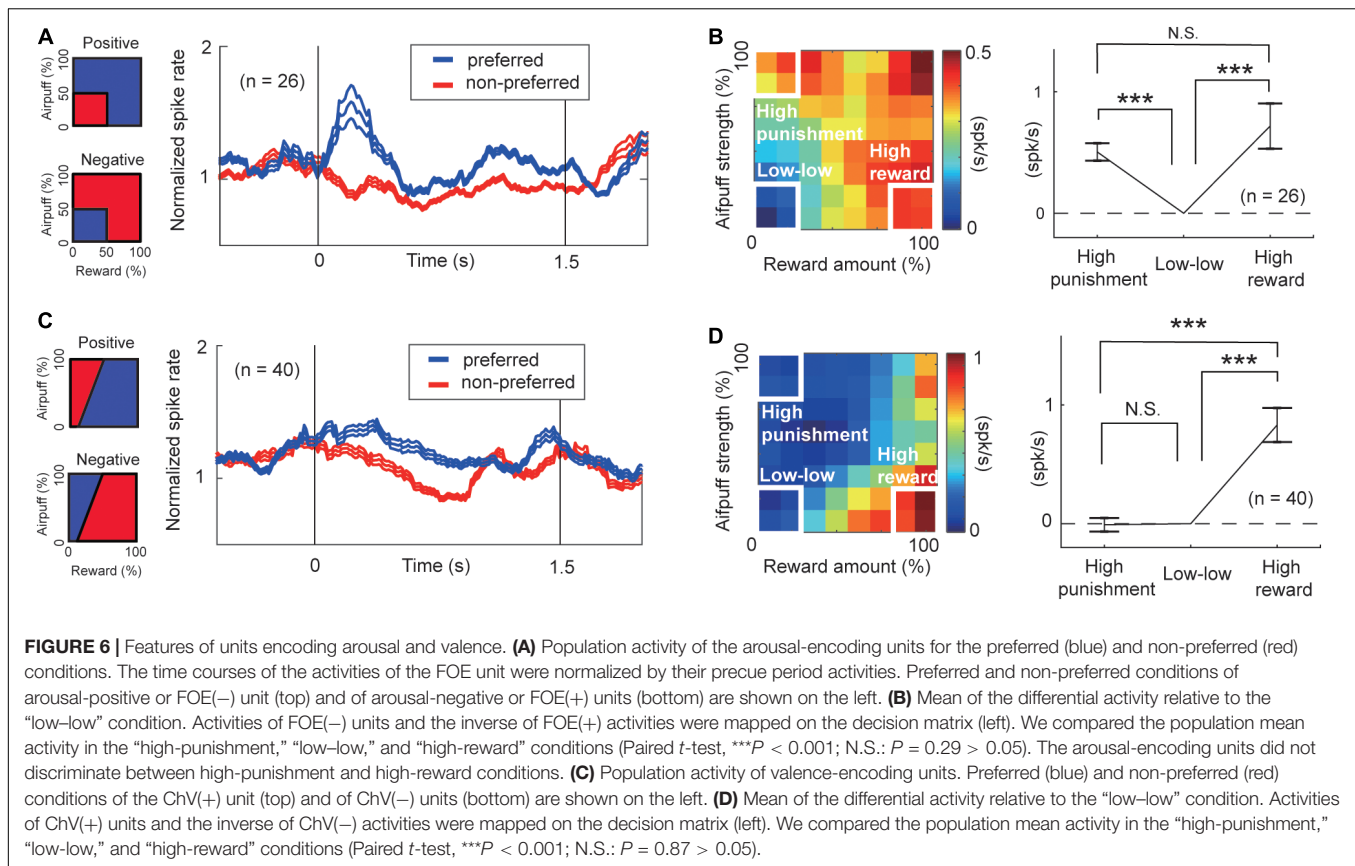 A
Positive
Airpuff (%)
100
50
0
Negative
Airpuff (%)
100
50
0
0 50 100
Reward (%)
Normalized spike rate
2
1
(n = 26)
preferred
non-preferred
0
Time (s)
1.5
B
Aifpuff strength (%)
100
0
High
punishment
Low-low
High
reward
0
100
Reward amount (%)
0.5
(spk/s)
0
N.S.
***
***
(spk/s)
1
0
(n = 26)
High
punishment
Low-low
High
reward
C
Positive
Airpuff (%)
100
0
Negative
Airpuff (%)
100
0
0 100
Reward (%)
Normalized spike rate
2
1
(n = 40)
preferred
non-preferred
0
Time (s)
1.5
D
Aifpuff strength (%)
100
0
High
punishment
Low-low
High
reward
0
100
Reward amount (%)
1
(spk/s)
0
***
***
N.S.
(spk/s)
1
0
(n = 40)
High
punishment
Low-low
High
reward
FIGURE 6 | Features of units encoding arousal and valence. (A) Population activity of the arousal-encoding units for the preferred (blue) and non-preferred (red)
conditions. The time courses of the activities of the FOE unit were normalized by their precue period activities. Preferred and non-preferred conditions of
arousal-positive or FOE(−) unit (top) and of arousal-negative or FOE(+) units (bottom) are shown on the left. (B) Mean of the differential activity relative to the
“low–low” condition. Activities of FOE(−) units and the inverse of FOE(+) activities were mapped on the decision matrix (left). We compared the population mean
activity in the “high-punishment,” “low–low,” and “high-reward” conditions (Paired t-test, ***P < 0.001; N.S.: P = 0.29 > 0.05). The arousal-encoding units did not
discriminate between high-punishment and high-reward conditions. (C) Population activity of valence-encoding units. Preferred (blue) and non-preferred (red)
conditions of the ChV(+) unit (top) and of ChV(−) units (bottom) are shown on the left. (D) Mean of the differential activity relative to the “low–low” condition. Activities
of ChV(+) units and the inverse of ChV(−) activities were mapped on the decision matrix (left). We compared the population mean activity in the “high-punishment,”
“low-low,” and “high-reward” conditions (Paired t-test, ***P < 0.001; N.S.: P = 0.87 > 0.05).